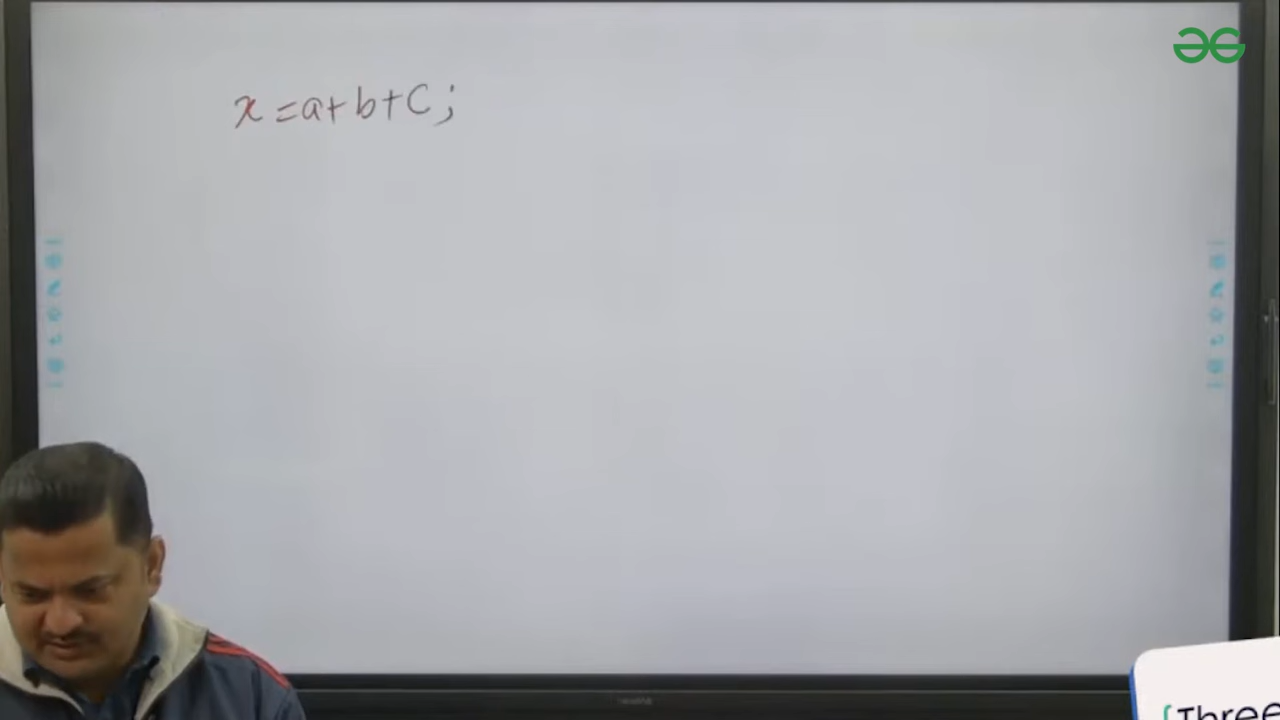 x = a + b + C ;
{Three